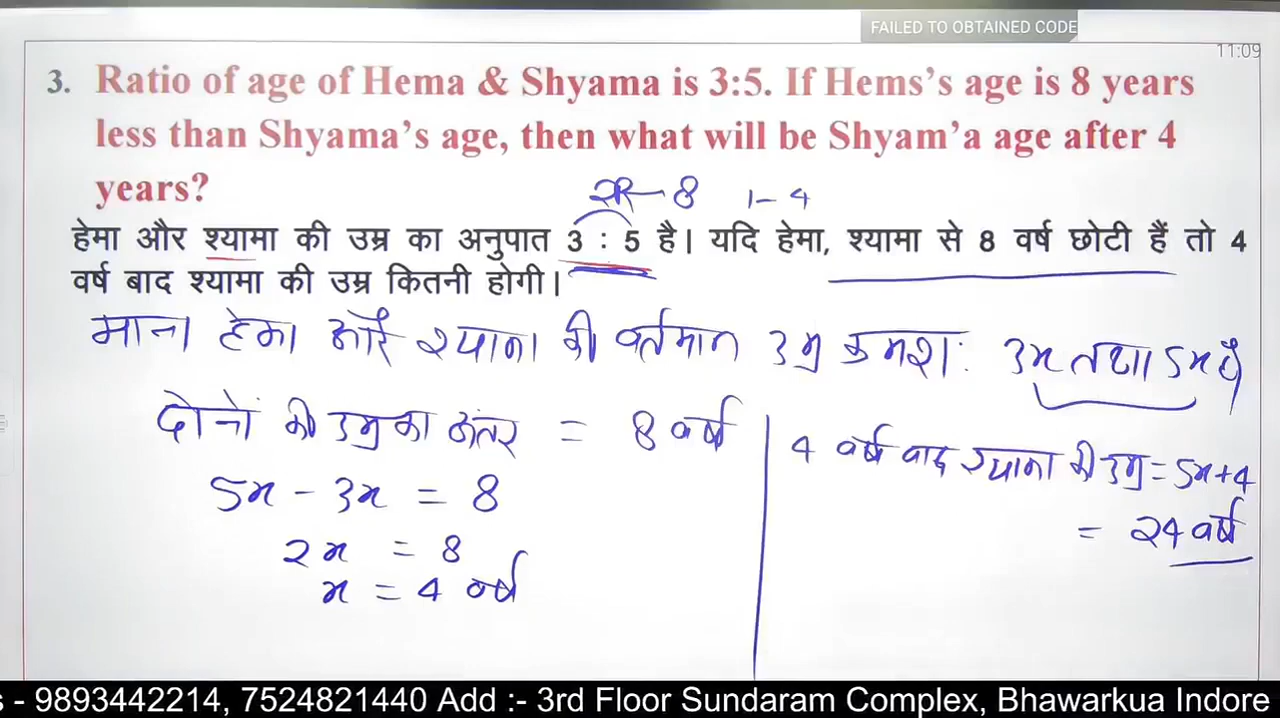 FAILED TO OBTAINED CODE
11:09
3. Ratio of age of Hema & Shyama is 3:5. If Hems’s age is 8 years
less than Shyama’s age, then what will be Shyam’a age after 4
years?
8 1-4
हेमा और श्यामा की उम्र का अनुपात 3 : 5 है। यदि हेमा, श्यामा से 8 वर्ष छोटी हैं तो 4
वर्ष बाद श्यामा की उम्र कितनी होगी।
माना हेमा और श्यामा की वर्तमान उम्र क्रमश: 3x तथा 5x है
दोनों की उम्र का अंतर = 8 वर्ष
5x - 3x = 8
2x = 8
x = 4 वर्ष
4 वर्ष बाद श्यामा की उम्र = 5x+4
= 24 वर्ष
s - 9893442214, 7524821440 Add :- 3rd Floor Sundaram Complex, Bhawarkua Indore